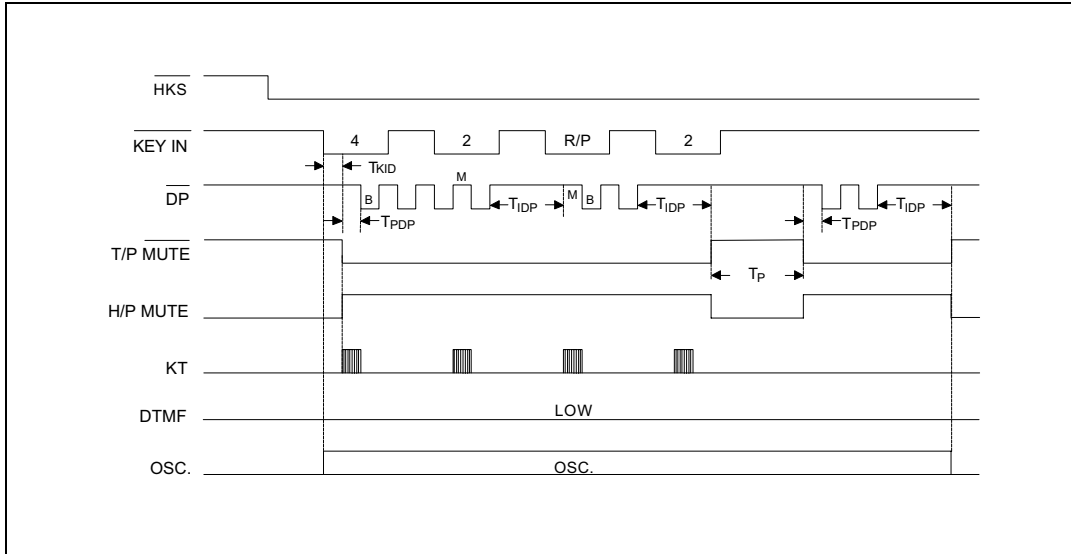 HKS
KEY IN 4 2 R/P 2
TKID
DP B M TIDP M B TIDP TIDP
TPDP TPDP
T/P MUTE
TP
H/P MUTE
KT
DTMF LOW
OSC. OSC.